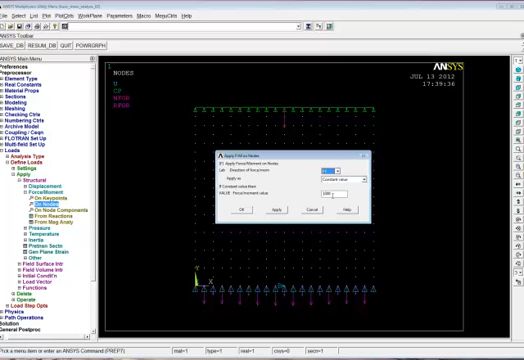 File Select List Plot PlotCtrls WorkPlane Parameters Macro MenuCtrls Help
ANSYS Toolbar
SAVE_DB RESUM_DB QUIT POWRGRPH
ANSYS Main Menu
Preferences
Preprocessor
Element Type
Real Constants
Material Props
Sections
Modeling
Meshing
Checking Ctrls
Numbering Ctrls
Archive Model
Coupling / Ceqn
FLOTRAN Set Up
Multi-field Set Up
Loads
Analysis Type
Define Loads
Settings
Apply
Structural
Displacement
Force/Moment
On Keypoints
On Nodes
On Node Components
From Reactions
From Mag Analy
Pressure
Temperature
Inertia
Pretnsn Sectn
Gen Plane Strain
Other
Field Surface Intr
Field Volume Intr
Initial Condit'n
Load Vector
Functions
Delete
Operate
Load Step Opts
Physics
Path Operations
Solution
General Postproc
1
NODES
U
CP
NFOR
RFOR
ANSYS
JUL 13 2012
17:39:36
Apply F/M on Nodes
[F] Apply Force/Moment on Nodes
Lab Direction of force/mom
Apply as Constant value
If Constant value then:
VALUE Force/moment value
OK Apply Cancel Help
Y
X
Pick a menu item or enter an ANSYS Command (PREP7) mat=1 type=1 real=1 csys=0 secn=1